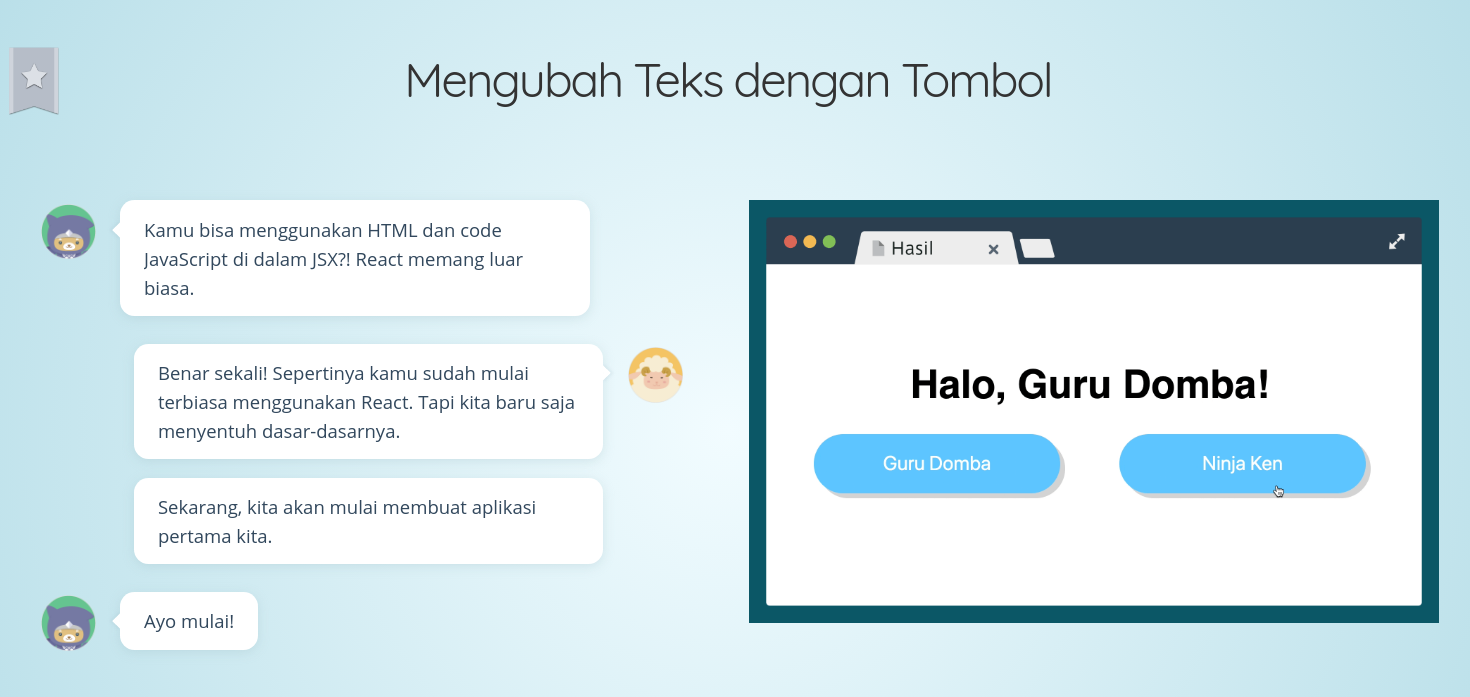 Mengubah Teks dengan Tombol
Kamu bisa menggunakan HTML dan code
JavaScript di dalam JSX?! React memang luar
biasa.
Benar sekali! Sepertinya kamu sudah mulai
terbiasa menggunakan React. Tapi kita baru saja
menyentuh dasar-dasarnya.
Sekarang, kita akan mulai membuat aplikasi
pertama kita.
Ayo mulai!
Hasil
Halo, Guru Domba!
Guru Domba
Ninja Ken